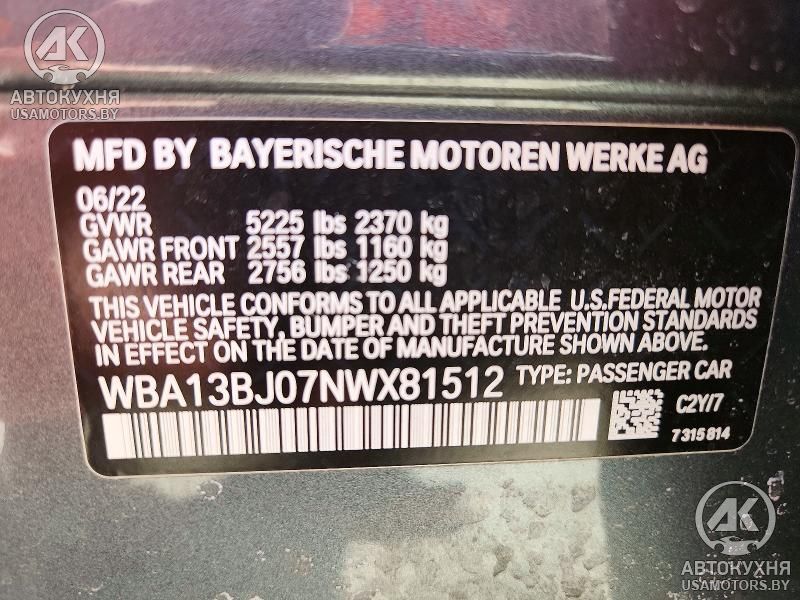 AK
АВТОКУХНЯ
USAMOTORS.BY
MFD BY BAYERISCHE MOTOREN WERKE AG
06/22
GVWR 5225 lbs 2370 kg
GAWR FRONT 2557 lbs 1160 kg
GAWR REAR 2756 lbs 1250 kg
THIS VEHICLE CONFORMS TO ALL APPLICABLE U.S.FEDERAL MOTOR
VEHICLE SAFETY, BUMPER AND THEFT PREVENTION STANDARDS
IN EFFECT ON THE DATE OF MANUFACTURE SHOWN ABOVE.
WBA13BJ07NWX81512 TYPE: PASSENGER CAR
C2Y/7
7315814
AK
АВТОКУХНЯ
USAMOTORS.BY